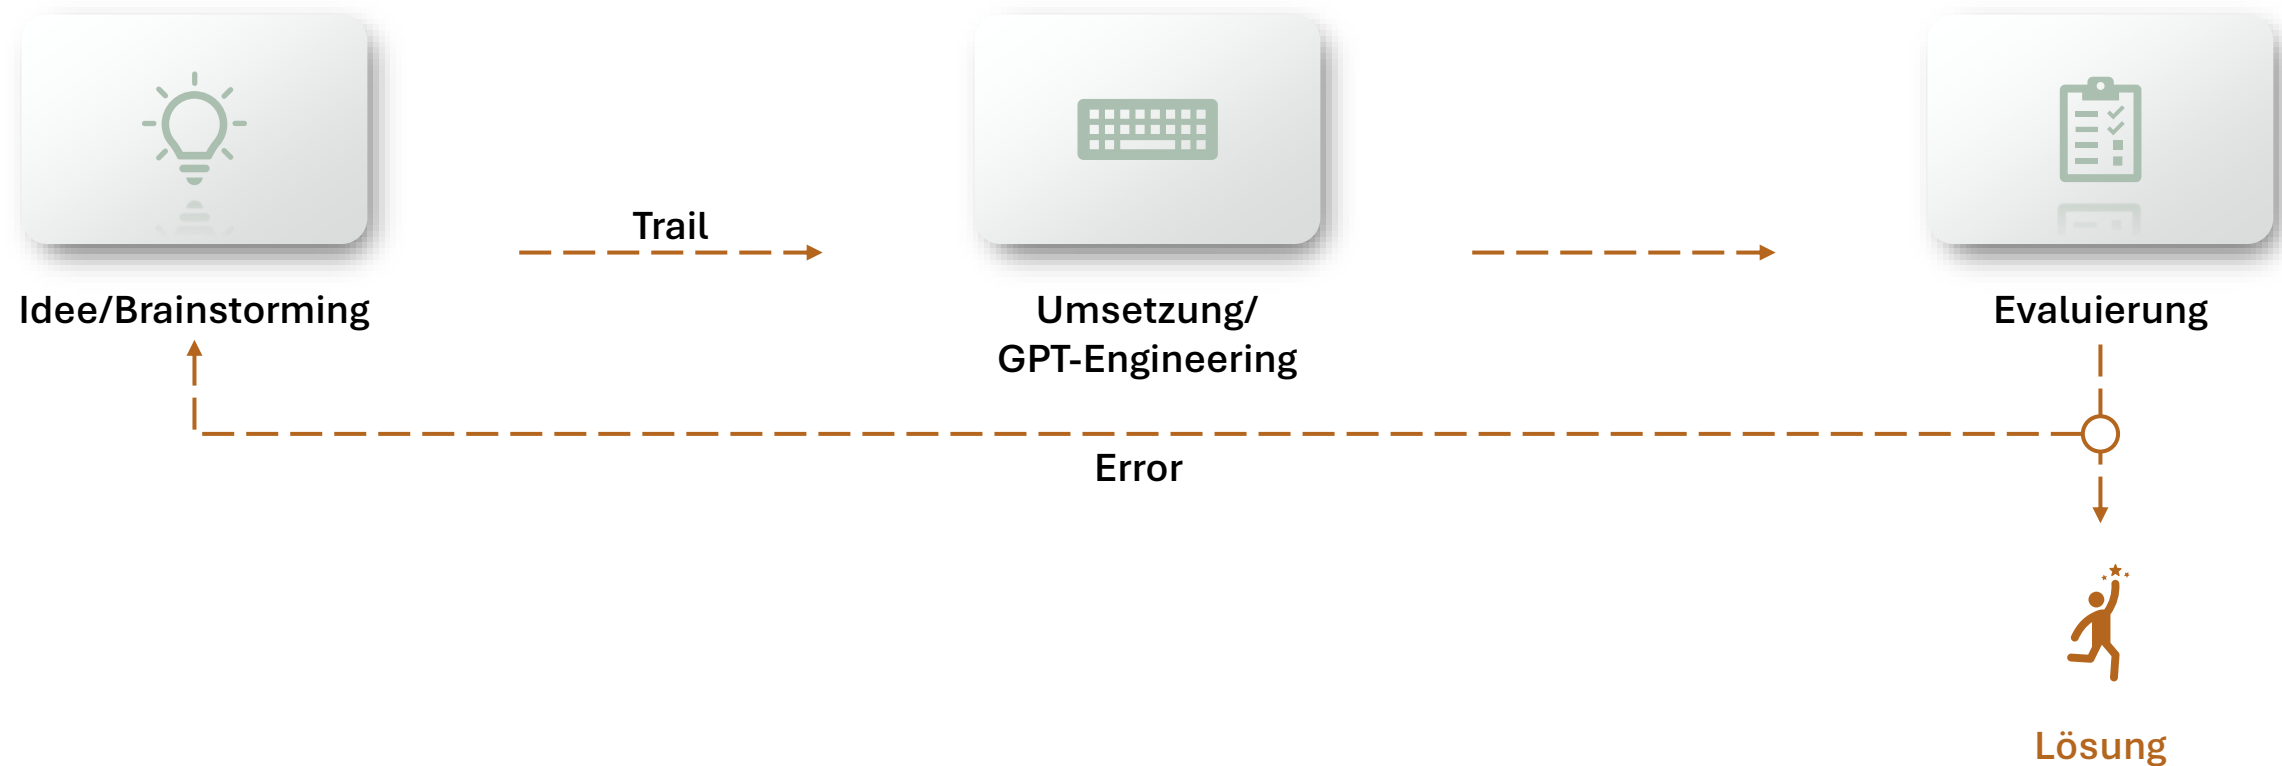 Trail
Idee/Brainstorming
Umsetzung/
GPT-Engineering
Evaluierung
Error
Lösung